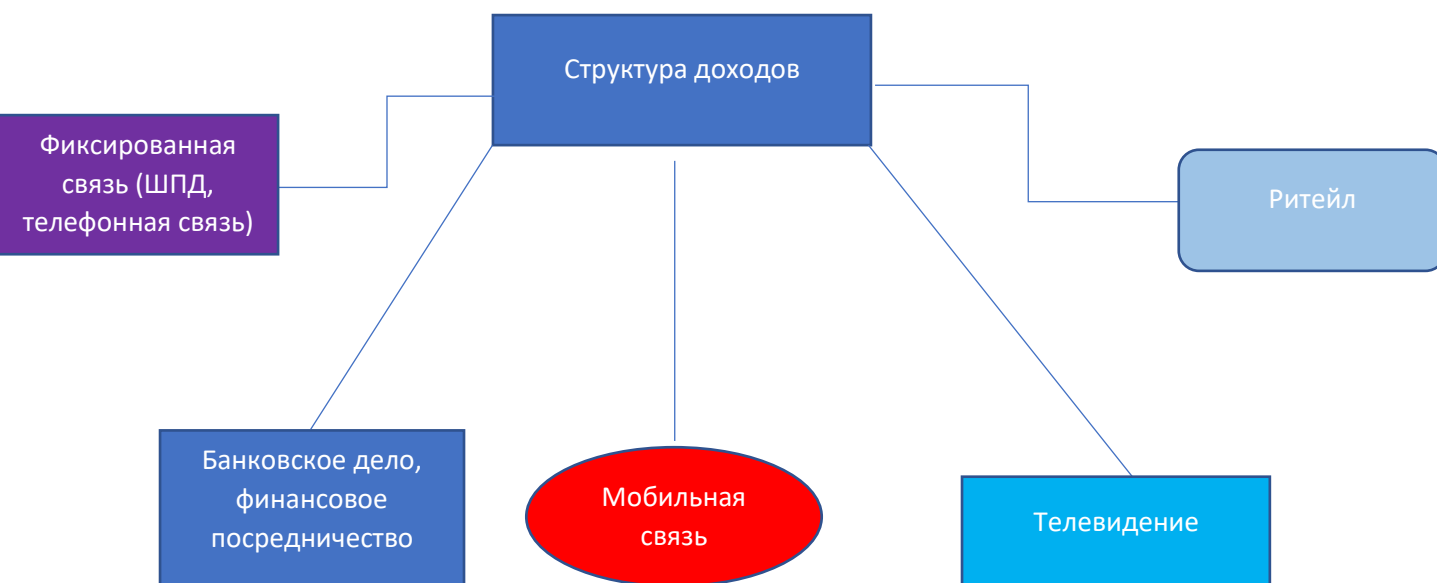 Структура доходов
Фиксированная
связь (ШПД,
телефонная связь)
Ритейл
Банковское дело,
финансовое
посредничество
Мобильная
связь
Телевидение